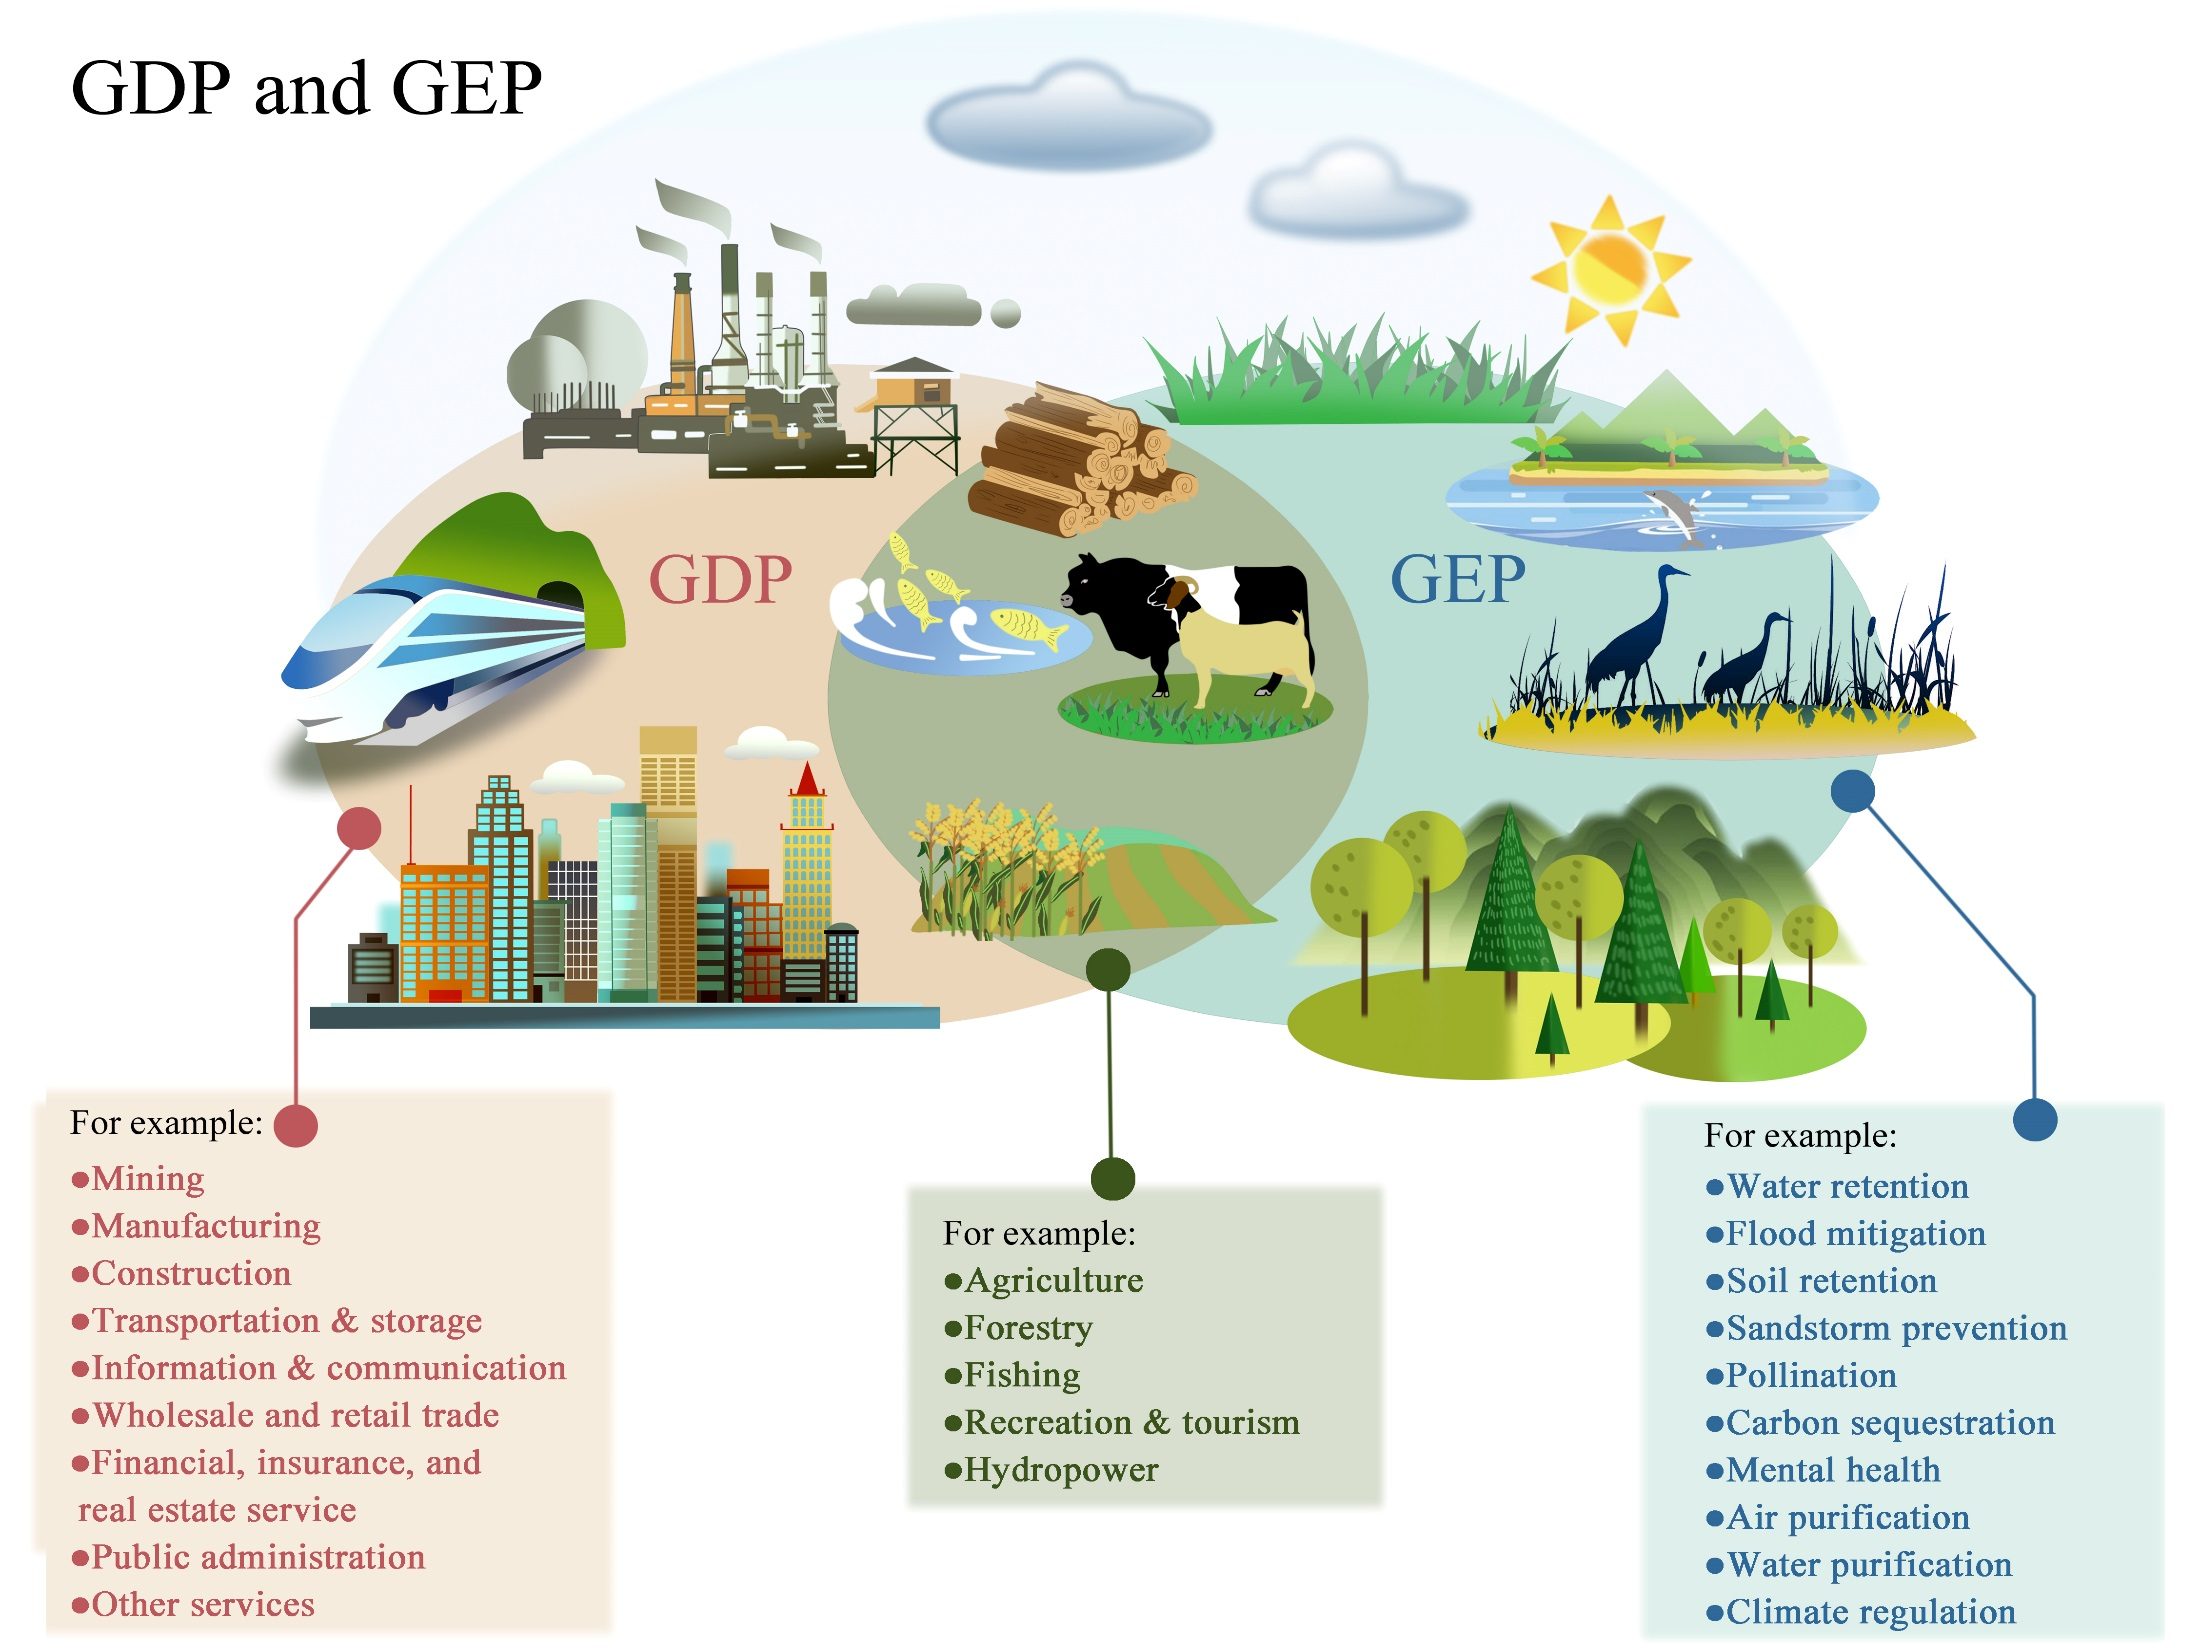 GDP and GEP
GDP
GEP
For example:
●Mining
●Manufacturing
●Construction
●Transportation & storage
●Information & communication
●Wholesale and retail trade
●Financial, insurance, and
real estate service
●Public administration
●Other services
For example:
●Agriculture
●Forestry
●Fishing
●Recreation & tourism
●Hydropower
For example:
●Water retention
●Flood mitigation
●Soil retention
●Sandstorm prevention
●Pollination
●Carbon sequestration
●Mental health
●Air purification
●Water purification
●Climate regulation